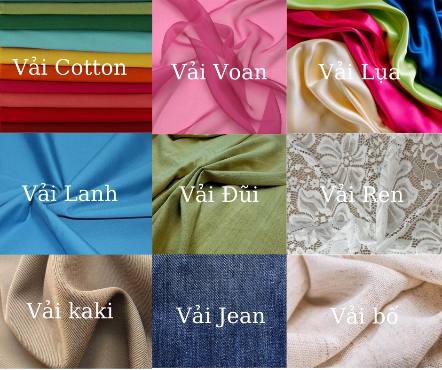 Vải Cotton
Vải Voan
Vải Lụa
Vải Lanh
Vải Đũi
Vải Ren
Vải kaki
Vải Jean
Vải bố